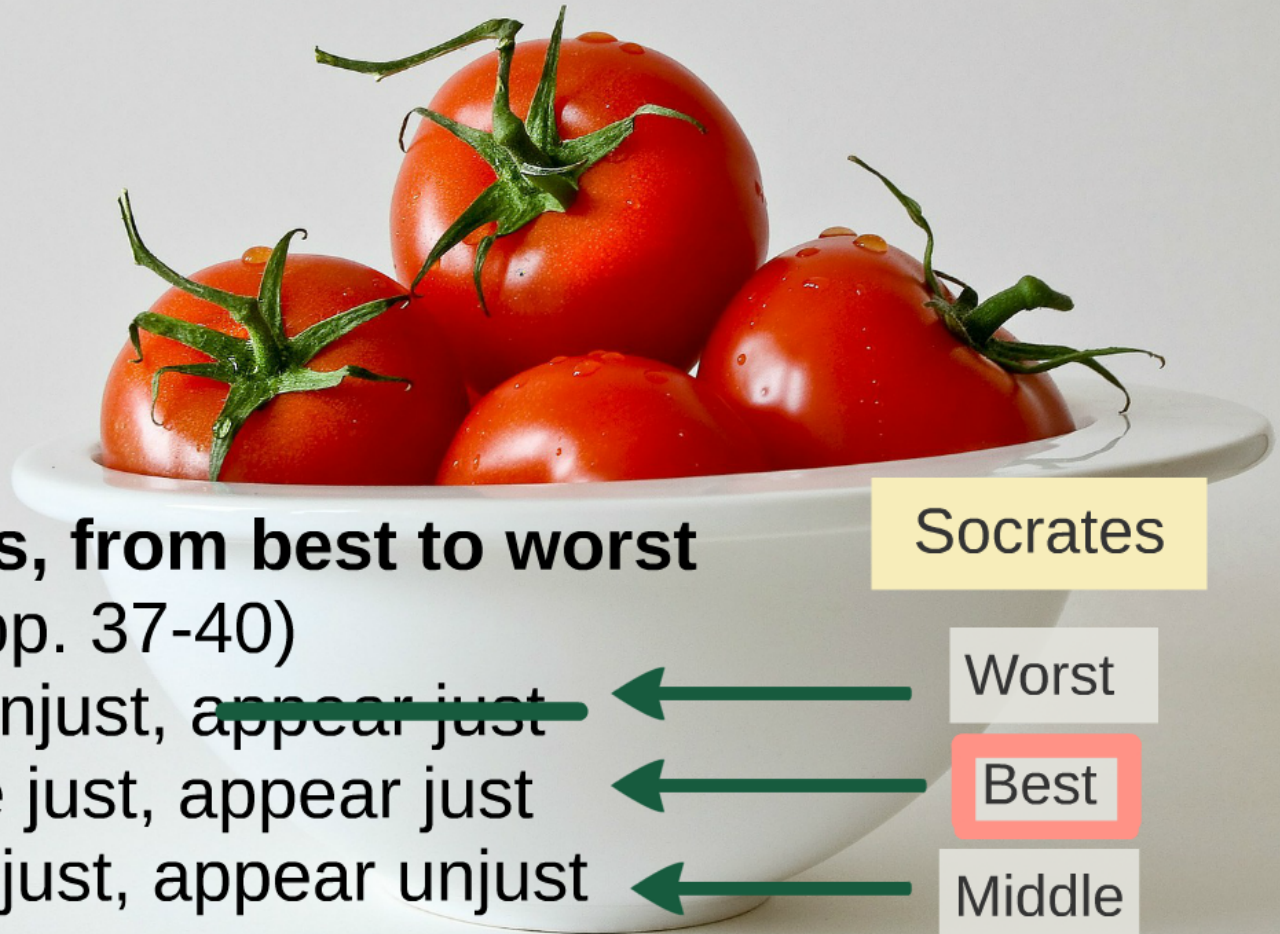 s, from best to worst
Socrates
pp. 37-40)
njust, appear just
Worst
just, appear just
Best
just, appear unjust
Middle